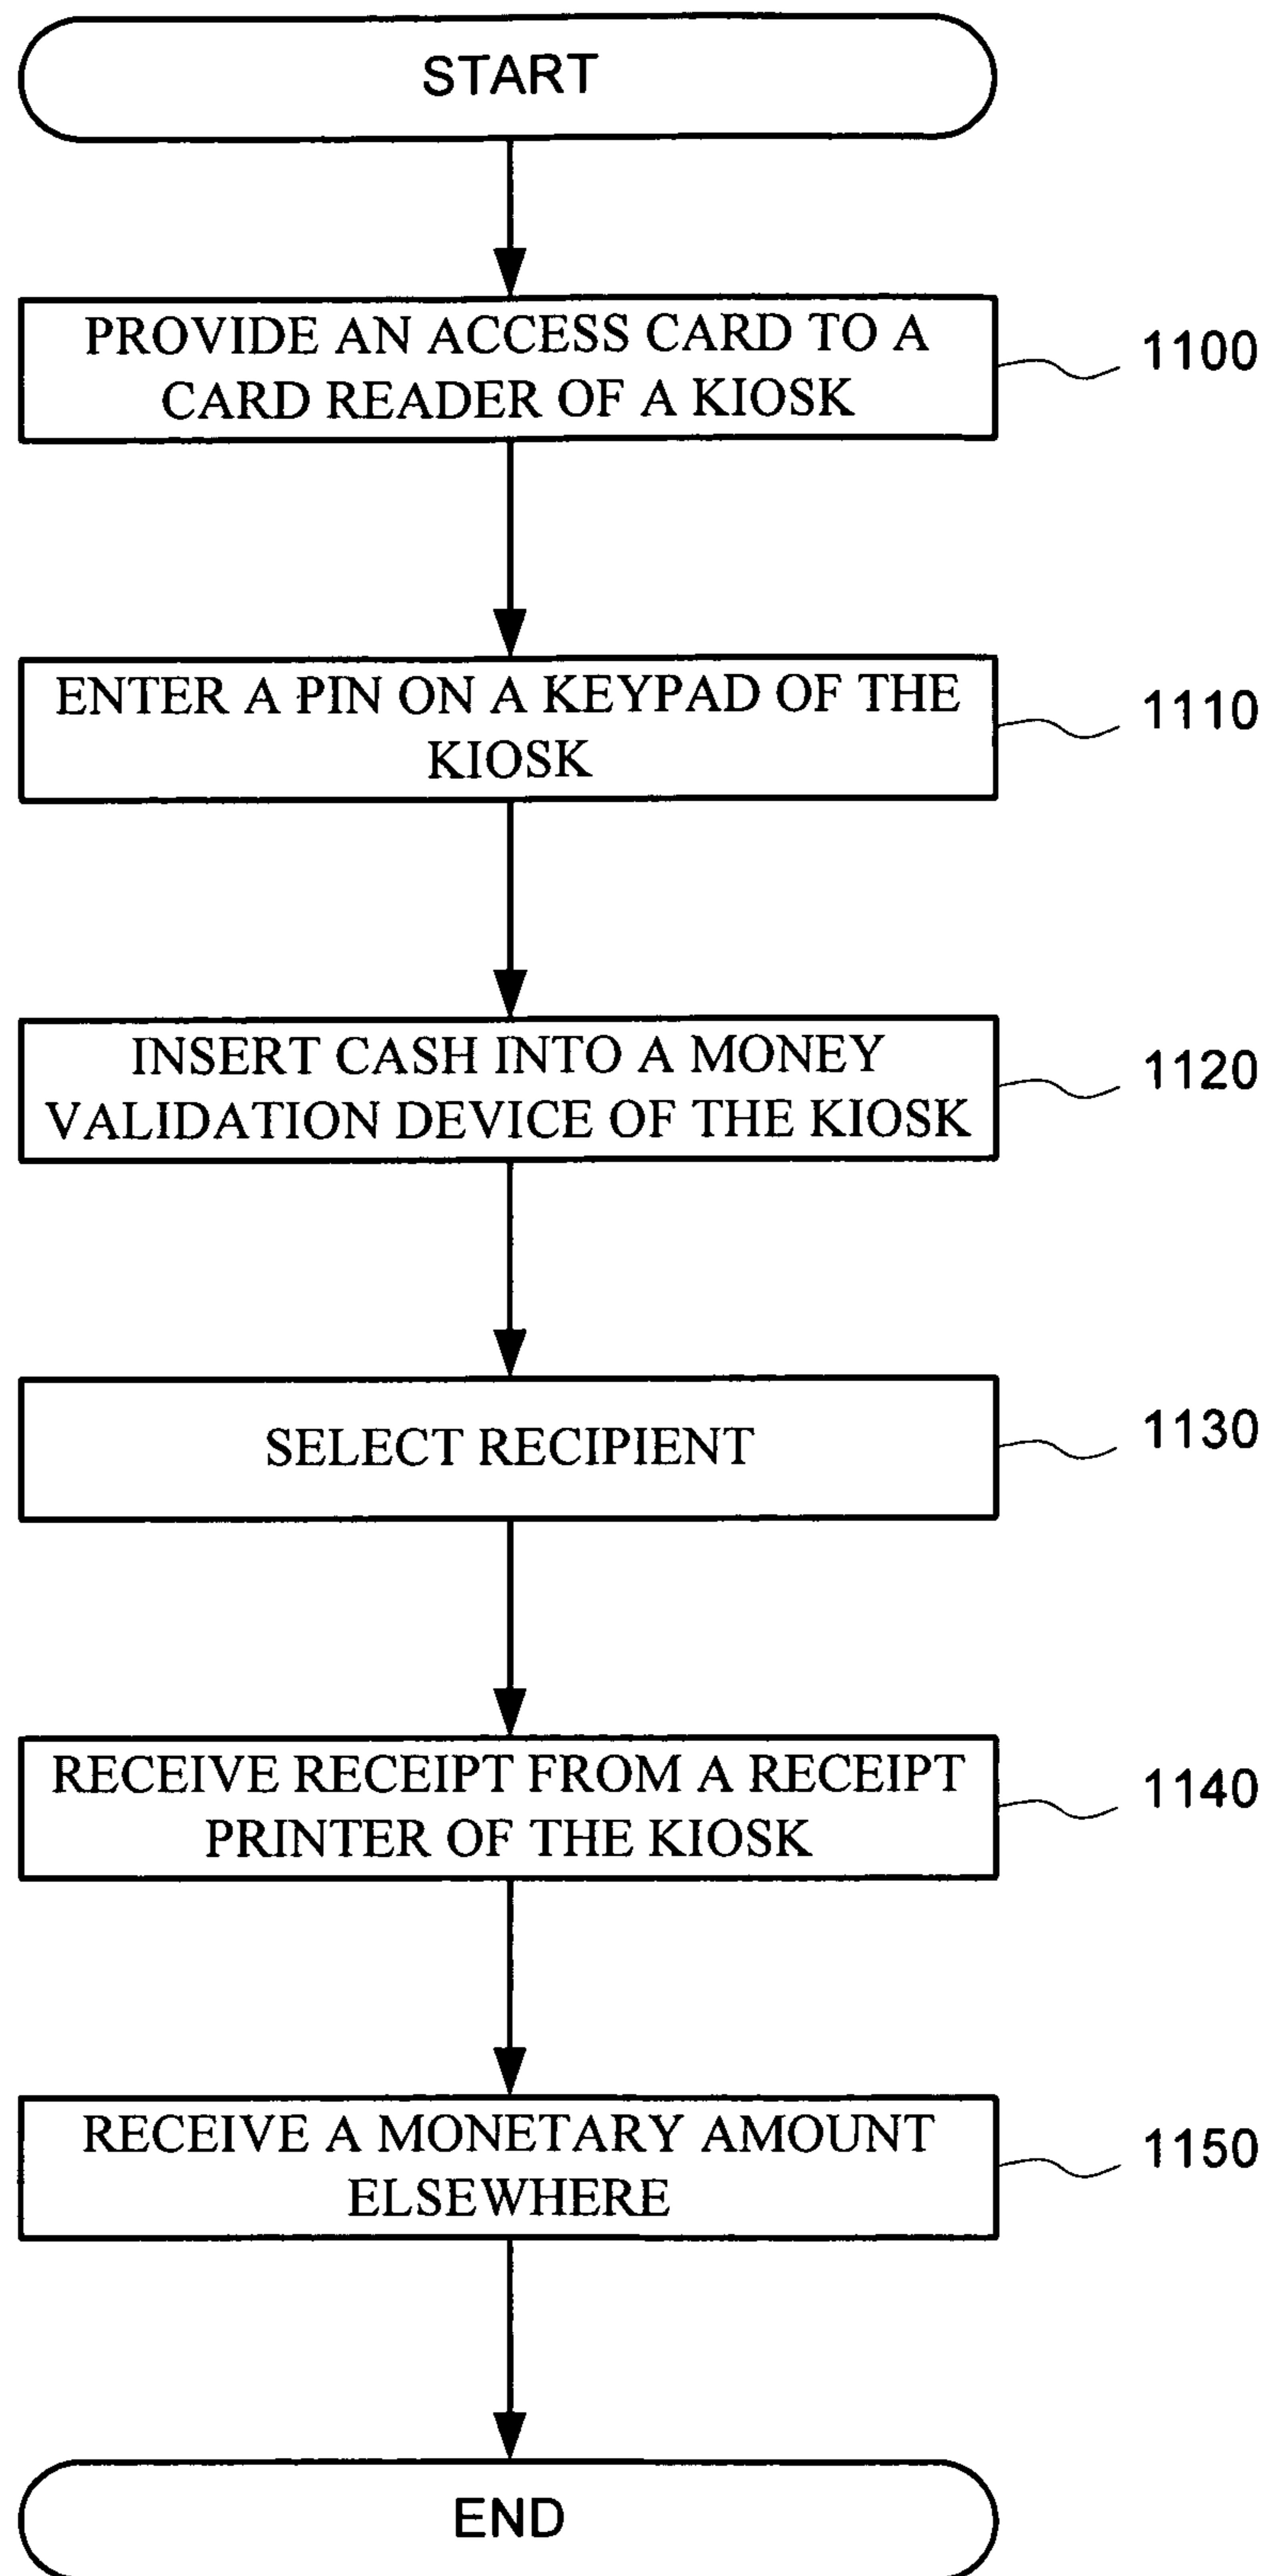 START
PROVIDE AN ACCESS CARD TO A
CARD READER OF A KIOSK
1100
ENTER A PIN ON A KEYPAD OF THE
KIOSK
1110
INSERT CASH INTO A MONEY
VALIDATION DEVICE OF THE KIOSK
1120
SELECT RECIPIENT
1130
RECEIVE RECEIPT FROM A RECEIPT
PRINTER OF THE KIOSK
1140
RECEIVE A MONETARY AMOUNT
ELSEWHERE
1150
END